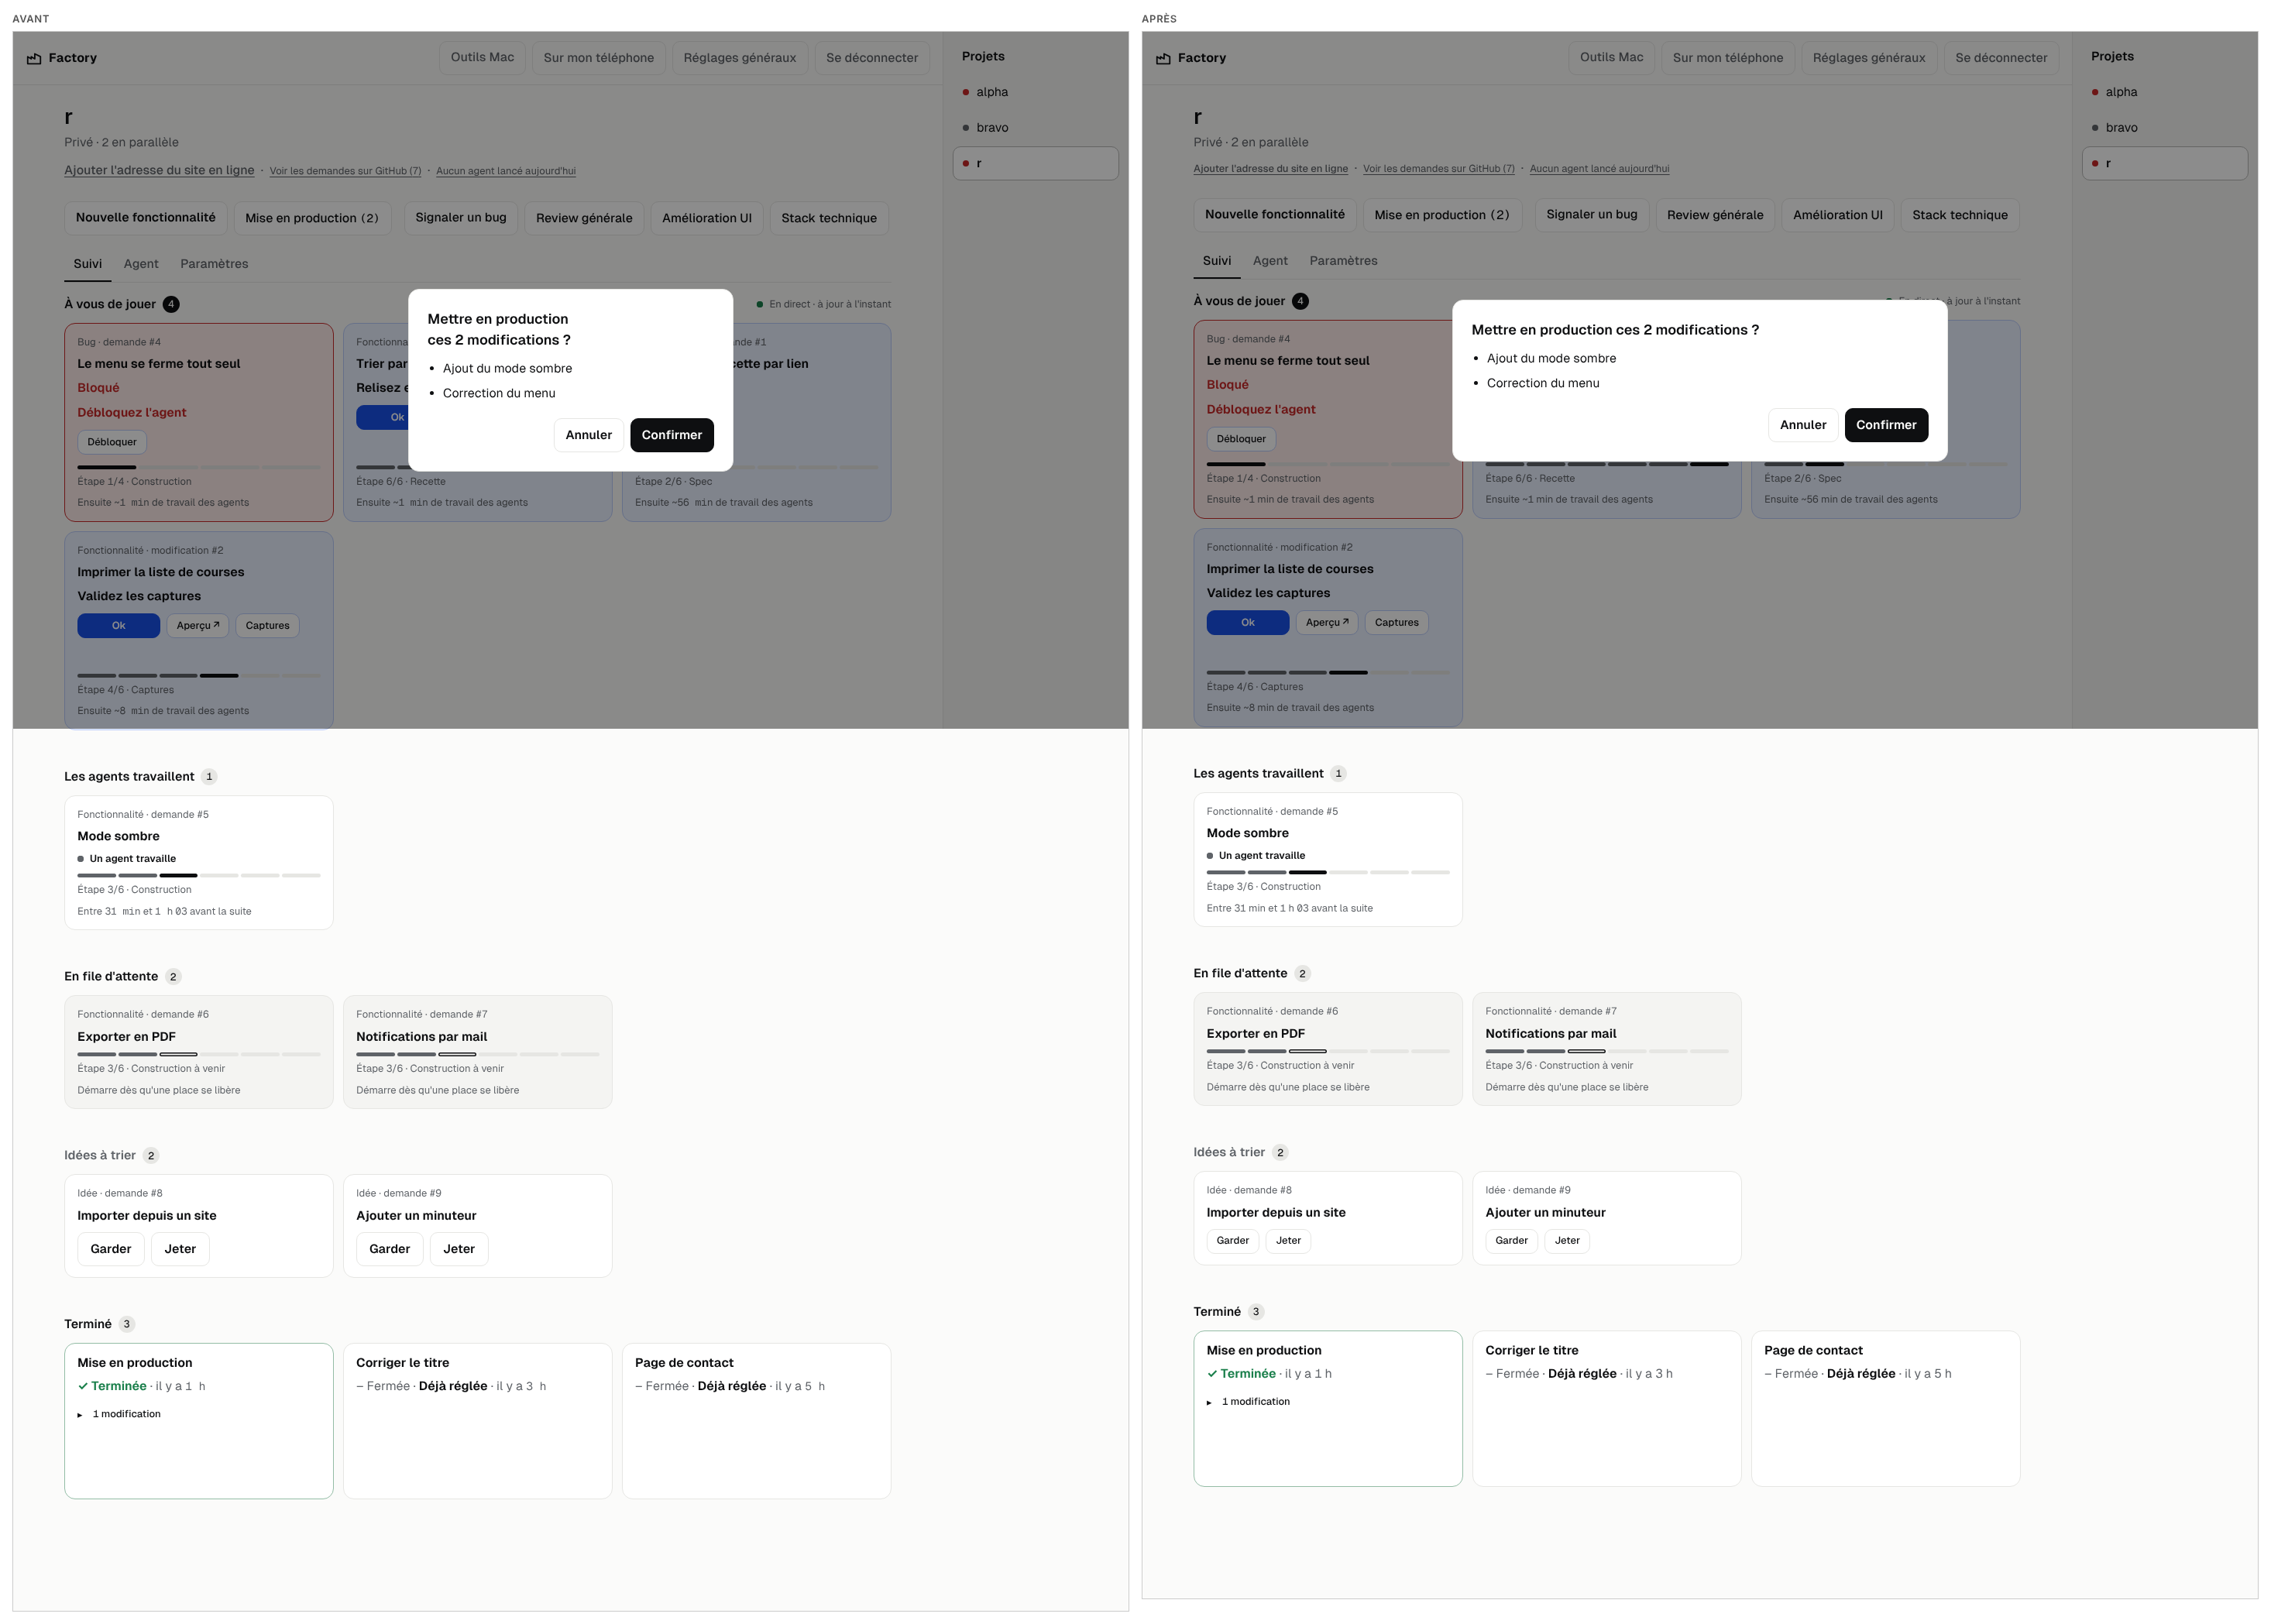 AVANT
Factory
Outils Mac
Sur mon téléphone
Réglages généraux
Se déconnecter
Projets
alpha
bravo
r
r
Privé · 2 en parallèle
Ajouter l'adresse du site en ligne · Voir les demandes sur GitHub (7) · Aucun agent lancé aujourd'hui
Nouvelle fonctionnalité
Mise en production (2)
Signaler un bug
Review générale
Amélioration UI
Stack technique
Suivi
Agent
Paramètres
À vous de jouer 4
En direct · à jour à l'instant
Mettre en production
ces 2 modifications ?
• Ajout du mode sombre
• Correction du menu
Annuler
Confirmer
Bug · demande #4
Le menu se ferme tout seul
Bloqué
Débloquez l'agent
Débloquer
Étape 1/4 · Construction
Ensuite ~1 min de travail des agents
Trier par
Ok
Étape 6/6 · Recette
Ensuite ~1 min de travail des agents
#1
par lien
Étape 2/6 · Spec
Ensuite ~56 min de travail des agents
Fonctionnalité · modification #2
Imprimer la liste de courses
Validez les captures
Ok
Aperçu ↗
Captures
Étape 4/6 · Captures
Ensuite ~8 min de travail des agents
Les agents travaillent 1
Fonctionnalité · demande #5
Mode sombre
Un agent travaille
Étape 3/6 · Construction
Entre 31 min et 1 h 03 avant la suite
En file d'attente 2
Fonctionnalité · demande #6
Exporter en PDF
Étape 3/6 · Construction à venir
Démarre dès qu'une place se libère
Fonctionnalité · demande #7
Notifications par mail
Étape 3/6 · Construction à venir
Démarre dès qu'une place se libère
Idées à trier 2
Idée · demande #8
Importer depuis un site
Garder
Jeter
Idée · demande #9
Ajouter un minuteur
Garder
Jeter
Terminé 3
Mise en production
✓ Terminée · il y a 1 h
▸ 1 modification
Corriger le titre
– Fermée · Déjà réglée · il y a 3 h
Page de contact
– Fermée · Déjà réglée · il y a 5 h
APRÈS
Factory
Outils Mac
Sur mon téléphone
Réglages généraux
Se déconnecter
Projets
alpha
bravo
r
r
Privé · 2 en parallèle
Ajouter l'adresse du site en ligne · Voir les demandes sur GitHub (7) · Aucun agent lancé aujourd'hui
Nouvelle fonctionnalité
Mise en production (2)
Signaler un bug
Review générale
Amélioration UI
Stack technique
Suivi
Agent
Paramètres
À vous de jouer 4
à jour à l'instant
Mettre en production ces 2 modifications ?
• Ajout du mode sombre
• Correction du menu
Annuler
Confirmer
Bug · demande #4
Le menu se ferme tout seul
Bloqué
Débloquez l'agent
Débloquer
Étape 1/4 · Construction
Ensuite ~1 min de travail des agents
Étape 6/6 · Recette
Ensuite ~1 min de travail des agents
Étape 2/6 · Spec
Ensuite ~56 min de travail des agents
Fonctionnalité · modification #2
Imprimer la liste de courses
Validez les captures
Ok
Aperçu ↗
Captures
Étape 4/6 · Captures
Ensuite ~8 min de travail des agents
Les agents travaillent 1
Fonctionnalité · demande #5
Mode sombre
Un agent travaille
Étape 3/6 · Construction
Entre 31 min et 1 h 03 avant la suite
En file d'attente 2
Fonctionnalité · demande #6
Exporter en PDF
Étape 3/6 · Construction à venir
Démarre dès qu'une place se libère
Fonctionnalité · demande #7
Notifications par mail
Étape 3/6 · Construction à venir
Démarre dès qu'une place se libère
Idées à trier 2
Idée · demande #8
Importer depuis un site
Garder
Jeter
Idée · demande #9
Ajouter un minuteur
Garder
Jeter
Terminé 3
Mise en production
✓ Terminée · il y a 1 h
▸ 1 modification
Corriger le titre
– Fermée · Déjà réglée · il y a 3 h
Page de contact
– Fermée · Déjà réglée · il y a 5 h